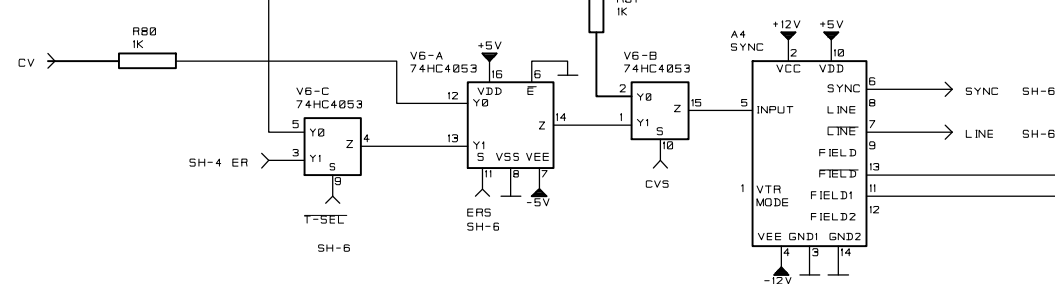 1K
R80
1K
CV
V6-A
74HC4053
+5V
16
6
VDD
E
12
Y0
13
Y1
Z
14
S
VSS
VEE
11
8
7
-5V
ERS
SH-6
V6-C
74HC4053
5
Y0
3
Y1
Z
4
S
9
SH-4 ER
T-SEL
SH-6
V6-B
74HC4053
2
Y0
1
Y1
Z
15
S
10
CVS
A4
SYNC
+12V
+5V
2
10
VCC
VDD
5
INPUT
SYNC
6
SYNC
SH-6
LINE
8
LINE
7
LINE
SH-6
FIELD
9
FIELD
13
1
VTR
MODE
FIELD1
11
FIELD2
12
VEE
GND1
GND2
4
3
14
-12V